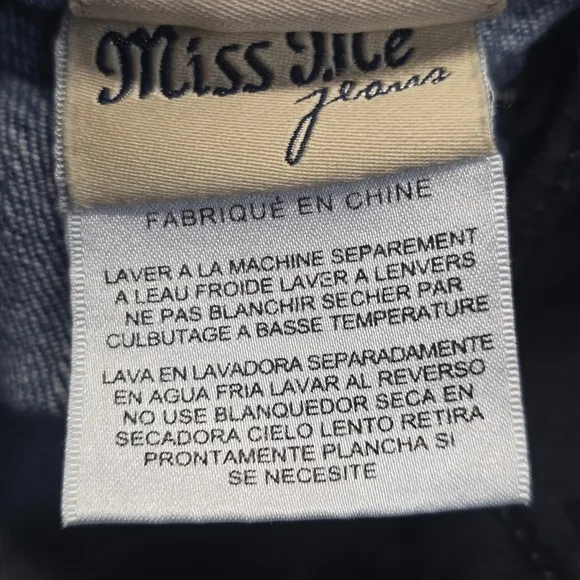 Miss Me
jeans
FABRIQUÉ EN CHINE
LAVER A LA MACHINE SEPAREMENT
A LEAU FROIDE LAVER A LENVERS
NE PAS BLANCHIR SECHER PAR
CULBUTAGE A BASSE TEMPERATURE
LAVA EN LAVADORA SEPARADAMENTE
EN AGUA FRIA LAVAR AL REVERSO
NO USE BLANQUEDOR SECA EN
SECADORA CIELO LENTO RETIRA
PRONTAMENTE PLANCHA SI
SE NECESITE